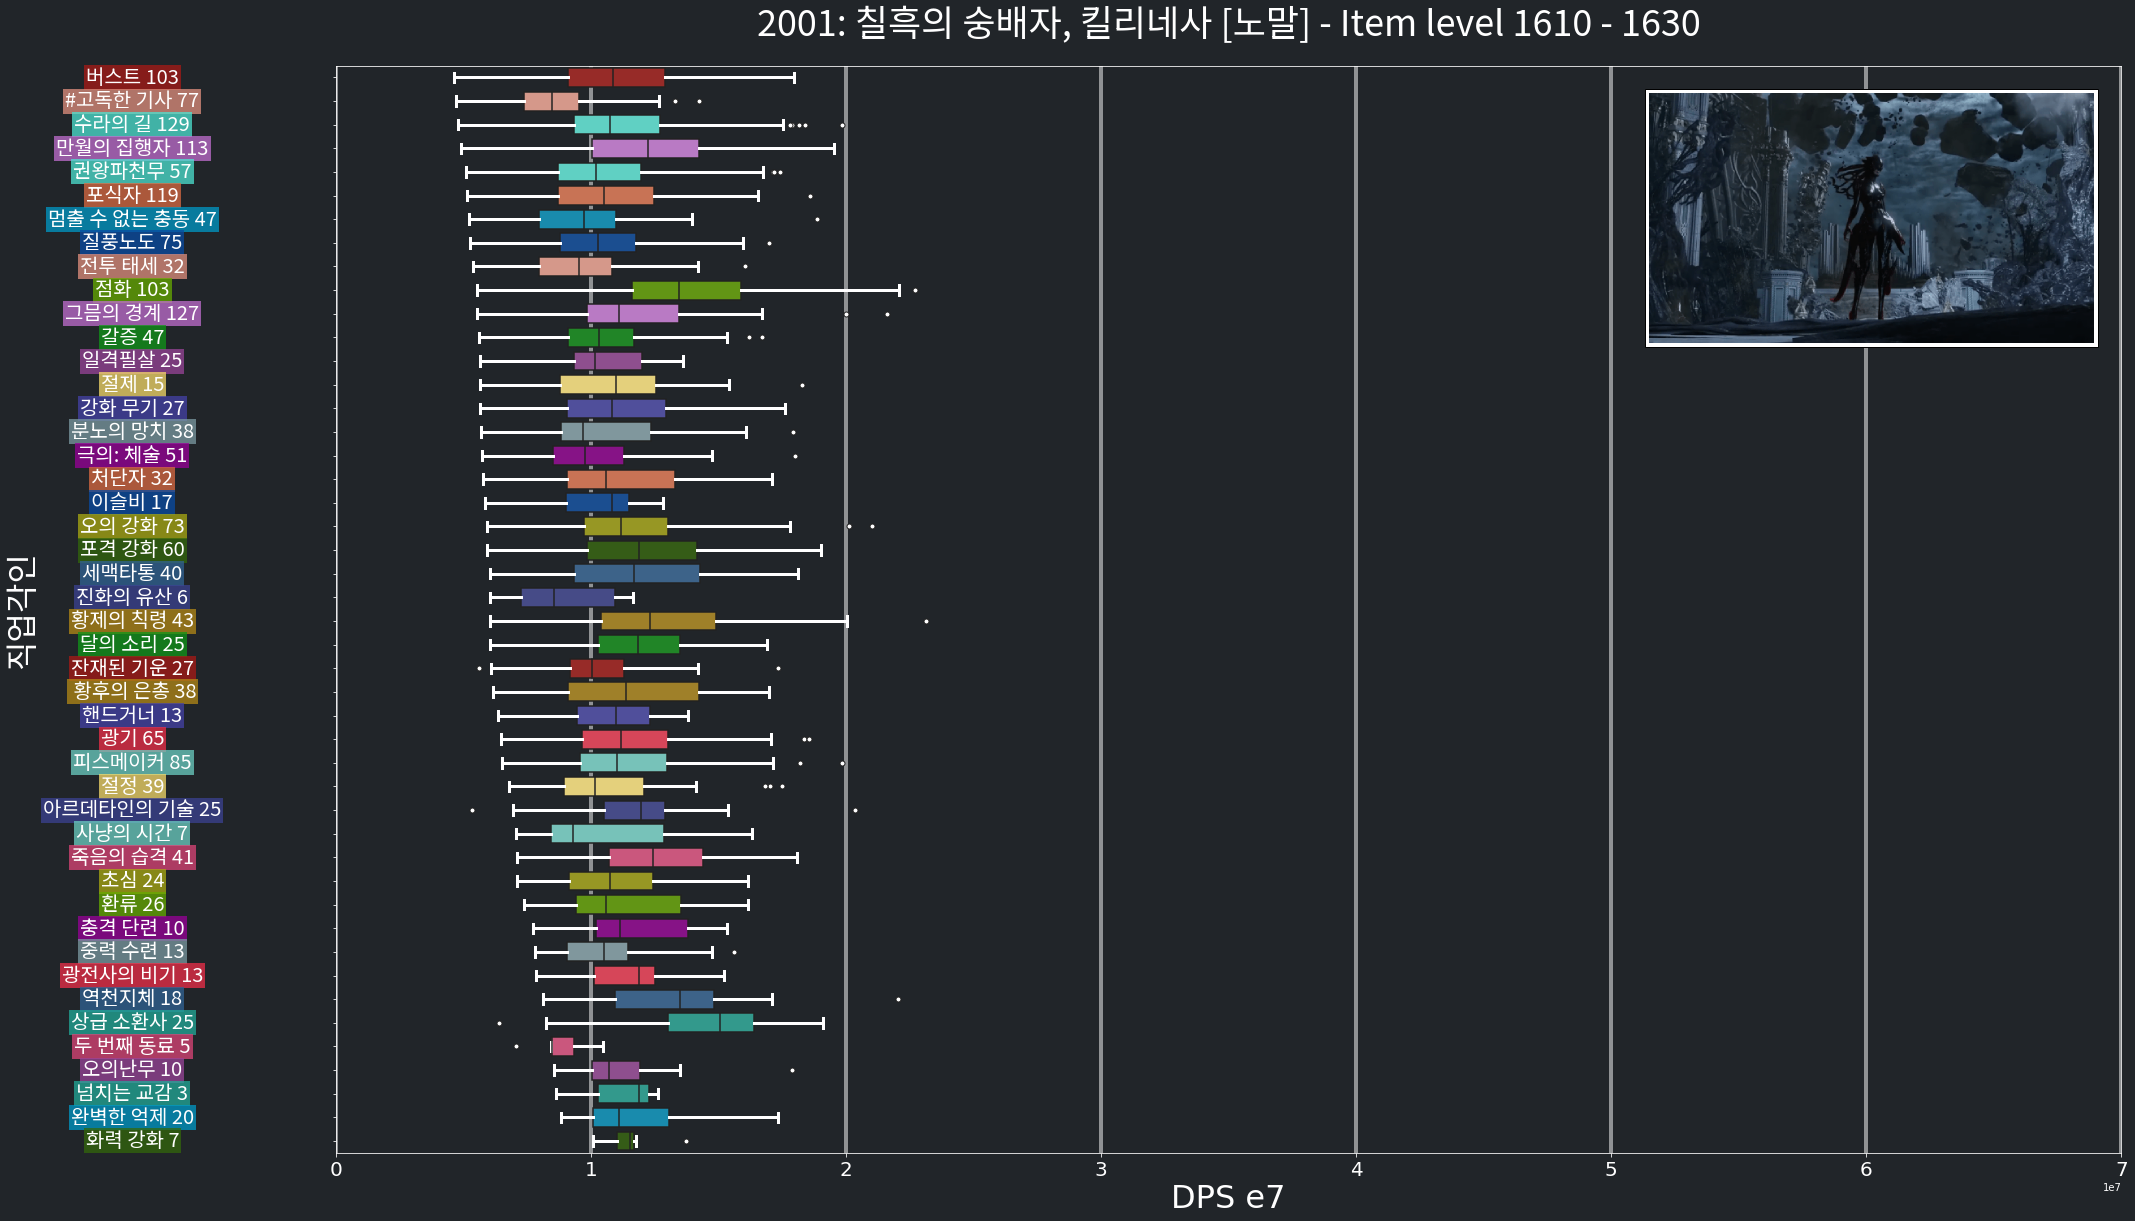 2001: 칠흑의 숭배자, 킬리네사 [노말] - Item level 1610 - 1630
직업각인
버스트 103
#고독한 기사 77
수라의 길 129
만월의 집행자 113
권왕파천무 57
포식자 119
멈출 수 없는 충동 47
질풍노도 75
전투 태세 32
점화 103
그믐의 경계 127
갈증 47
일격필살 25
절제 15
강화 무기 27
분노의 망치 38
극의: 체술 51
처단자 32
이슬비 17
오의 강화 73
포격 강화 60
세맥타통 40
진화의 유산 6
황제의 칙령 43
달의 소리 25
잔재된 기운 27
황후의 은총 38
핸드거너 13
광기 65
피스메이커 85
절정 39
아르데타인의 기술 25
사냥의 시간 7
죽음의 습격 41
초심 24
환류 26
충격 단련 10
중력 수련 13
광전사의 비기 13
역천지체 18
상급 소환사 25
두 번째 동료 5
오의난무 10
넘치는 교감 3
완벽한 억제 20
화력 강화 7
0 1 2 3 4 5 6 7
1e7
DPS e7